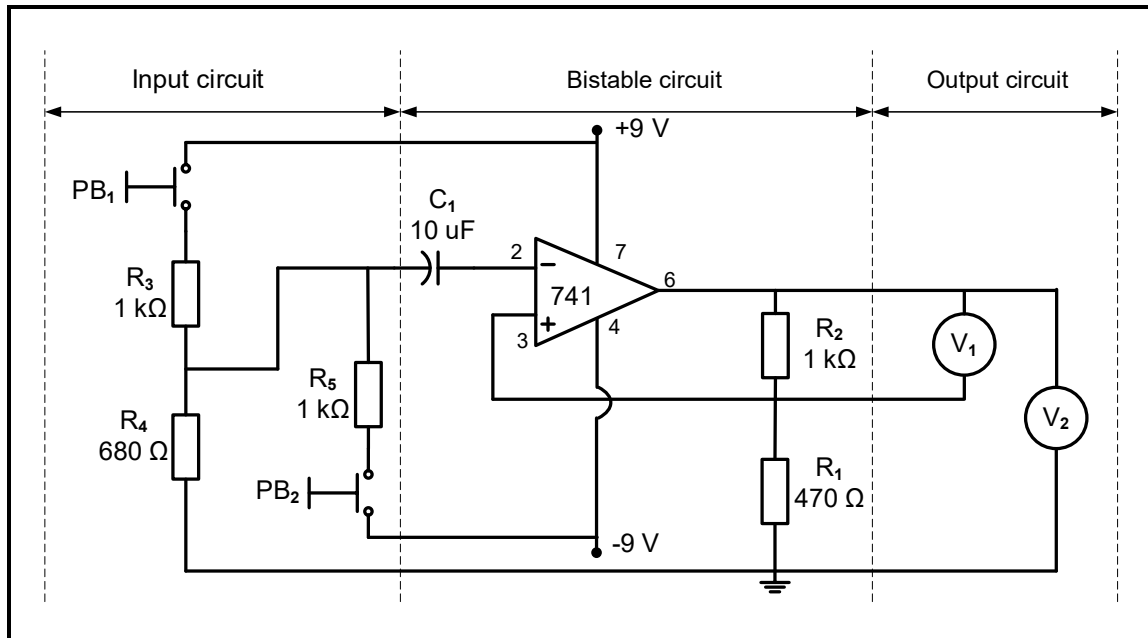 Input circuit
Bistable circuit
Output circuit
+9 V
PB₁
C₁
10 uF
2
7
R₃
1 kΩ
741
6
3
4
R₂
1 kΩ
V₁
R₅
1 kΩ
R₄
680 Ω
V₂
PB₂
R₁
470 Ω
-9 V